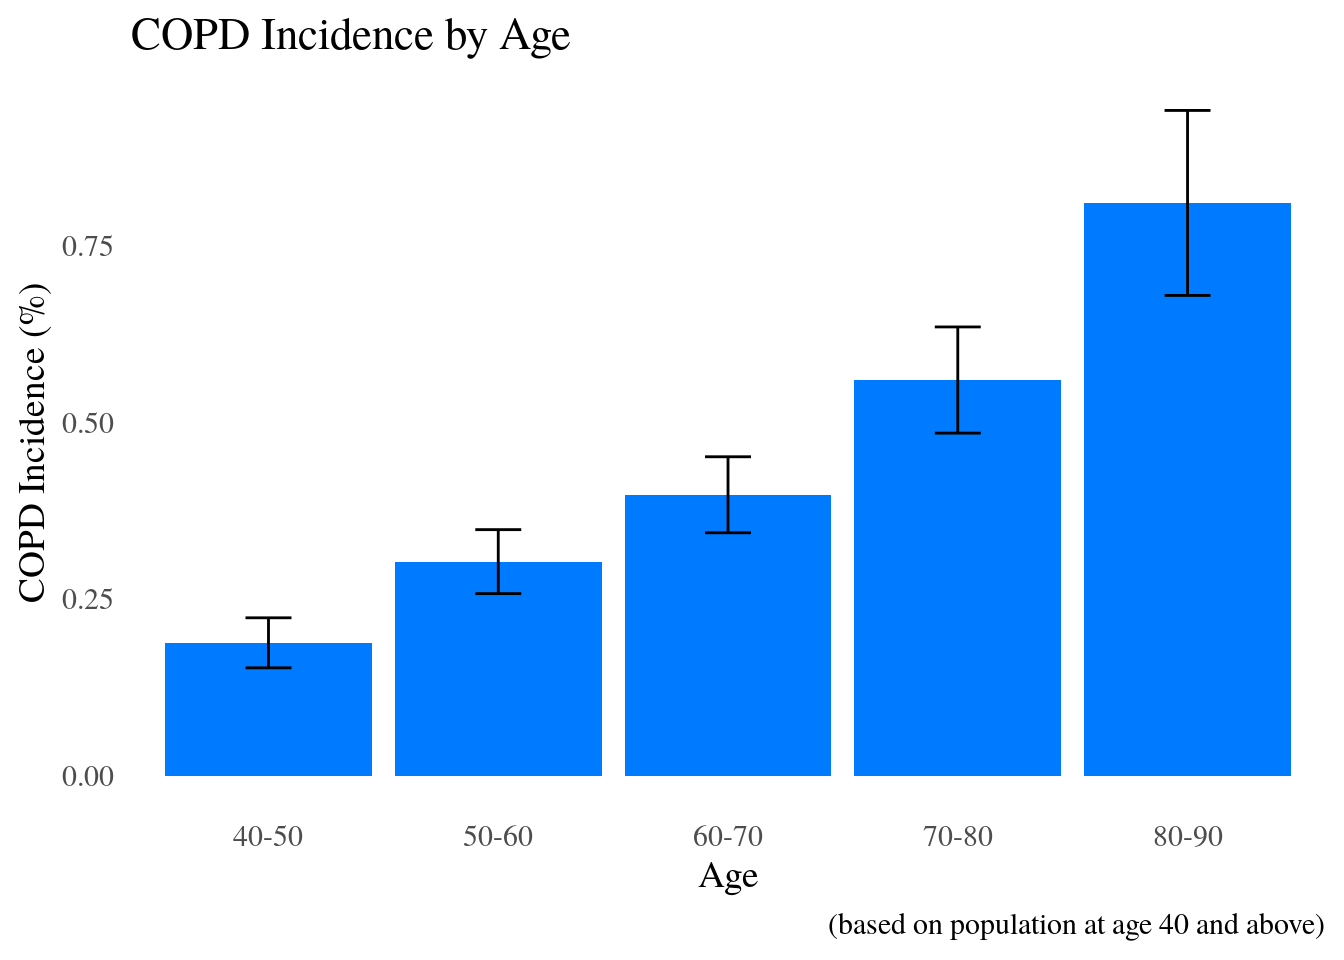 COPD Incidence by Age
COPD Incidence (%)
0.75
0.50
0.25
0.00
40-50 50-60 60-70 70-80 80-90
Age
(based on population at age 40 and above)